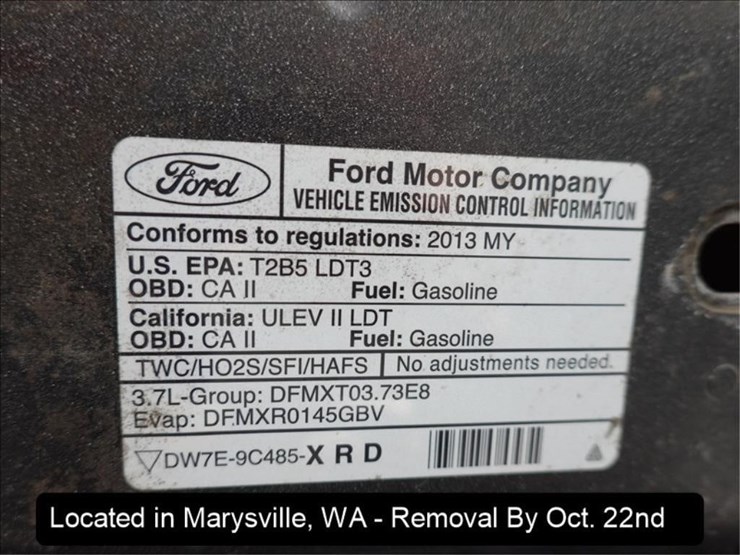 Ford
Ford Motor Company
VEHICLE EMISSION CONTROL INFORMATION
Conforms to regulations: 2013 MY
U.S. EPA: T2B5 LDT3
OBD: CA II Fuel: Gasoline
California: ULEV II LDT
OBD: CA II Fuel: Gasoline
TWC/HO2S/SFI/HAFS No adjustments needed.
3.7L-Group: DFMXT03.73E8
Evap: DFMXR0145GBV
DW7E-9C485-X R D
Located in Marysville, WA - Removal By Oct. 22nd